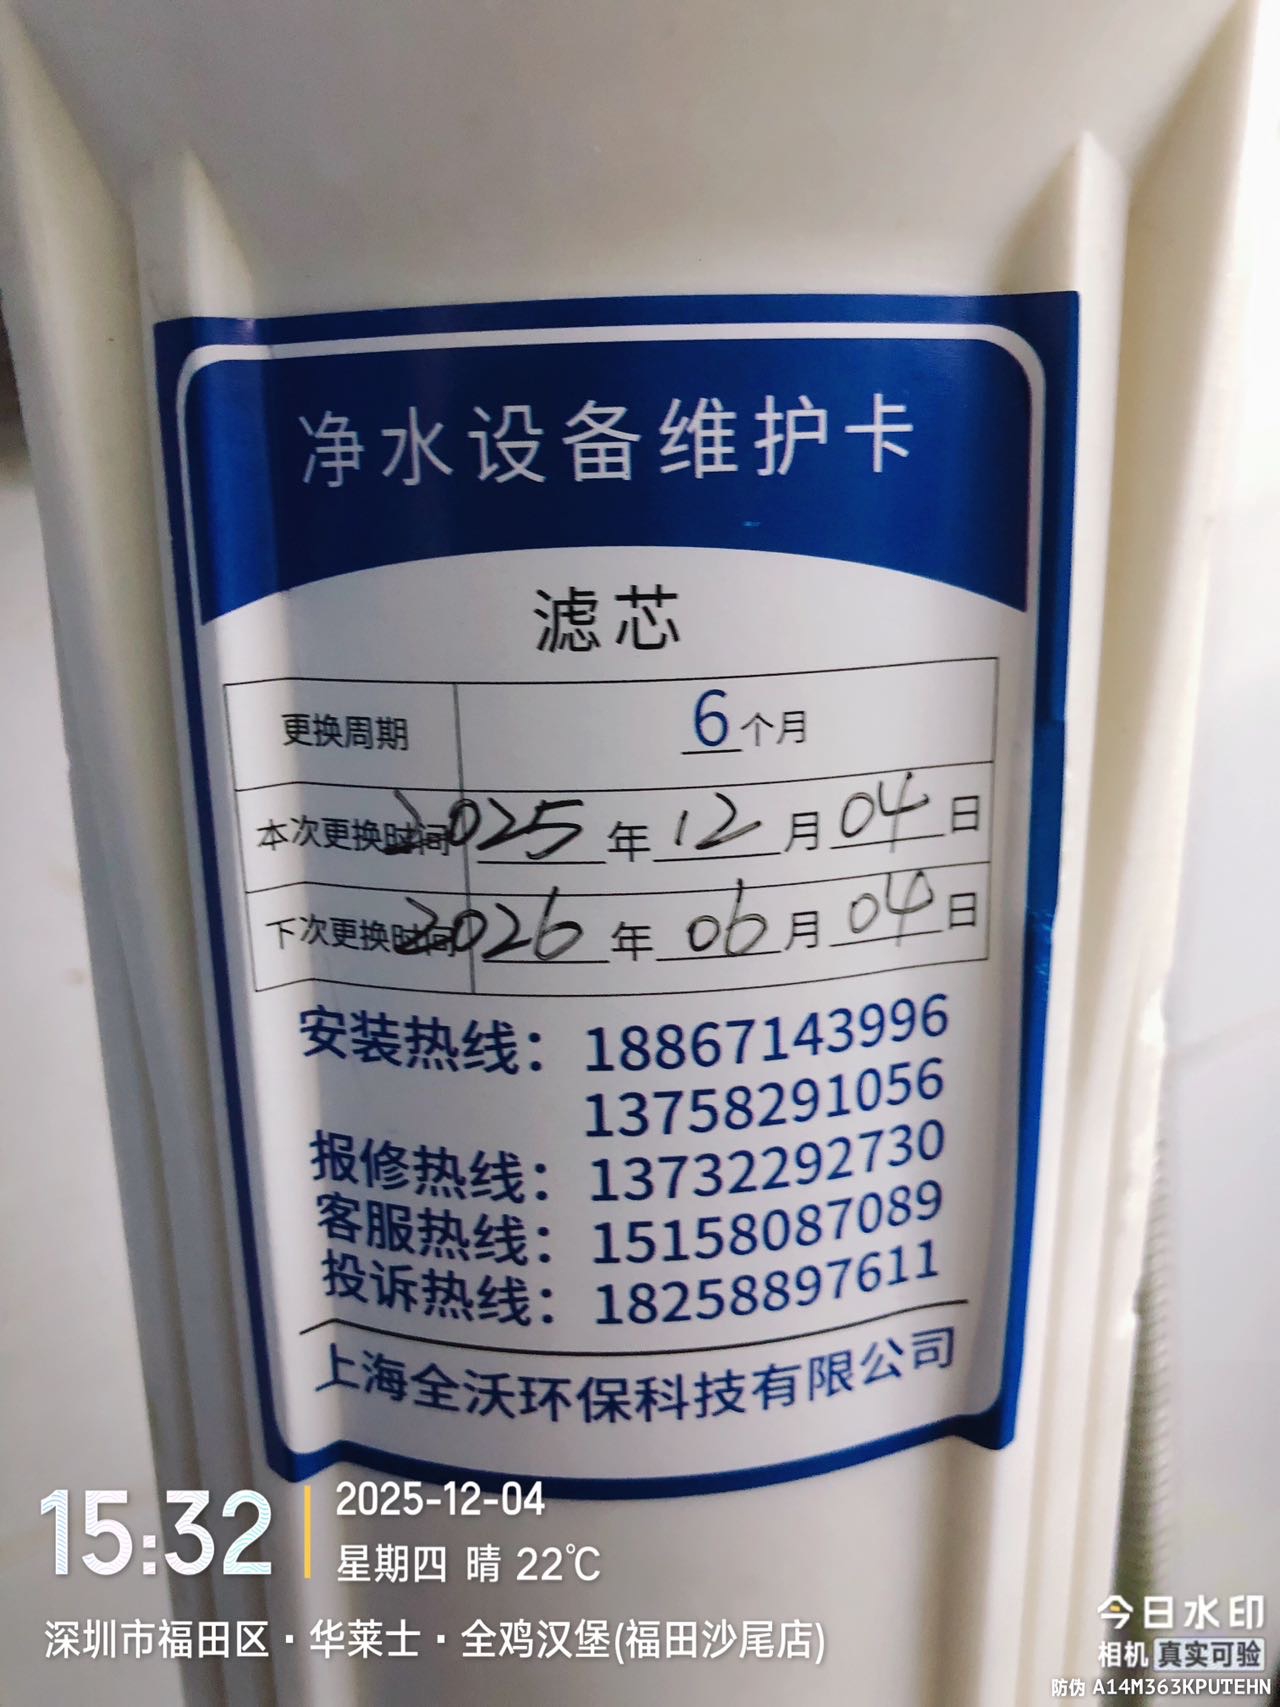 净水设备维护卡
滤芯
更换周期 6个月
本次更换时间 2025年12月04日
下次更换时间 2026年06月04日
安装热线：18867143996
13758291056
报修热线：13732292730
客服热线：15158087089
投诉热线：18258897611
上海全沃环保科技有限公司
15:32
2025-12-04
星期四 晴 22℃
深圳市福田区·华莱士·全鸡汉堡(福田沙尾店)
今日水印
相机 真实可验
防伪 A14M363KPUTEHN